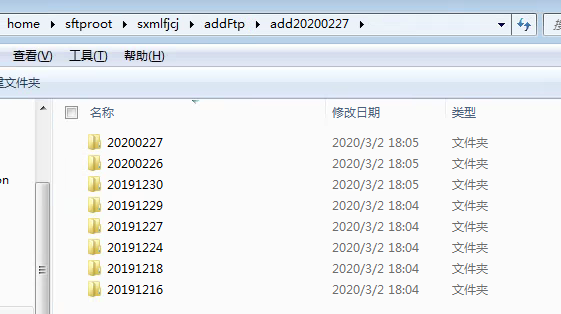 home ▸ sftproot ▸ sxmlfjcj ▸ addFtp ▸ add20200227 ▸
查看(V) 工具(T) 帮助(H)
文件夹
名称 修改日期 类型
20200227 2020/3/2 18:05 文件夹
20200226 2020/3/2 18:05 文件夹
20191230 2020/3/2 18:05 文件夹
20191229 2020/3/2 18:04 文件夹
20191227 2020/3/2 18:04 文件夹
20191224 2020/3/2 18:04 文件夹
20191218 2020/3/2 18:04 文件夹
20191216 2020/3/2 18:04 文件夹
on